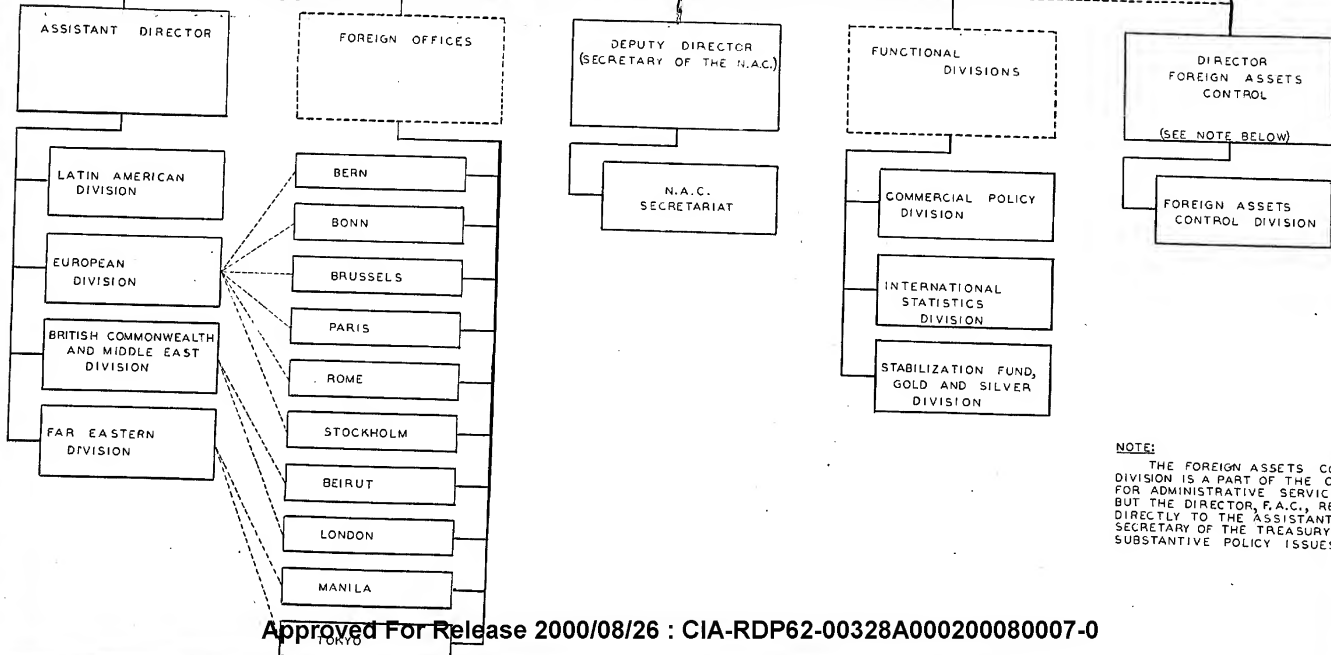 ASSISTANT DIRECTOR
LATIN AMERICAN
DIVISION
EUROPEAN
DIVISION
BRITISH COMMONWEALTH
AND MIDDLE EAST
DIVISION
FAR EASTERN
DIVISION
FOREIGN OFFICES
BERN
BONN
BRUSSELS
PARIS
ROME
STOCKHOLM
BEIRUT
LONDON
MANILA
TOKYO
DEPUTY DIRECTOR
(SECRETARY OF THE N.A.C.)
N.A.C.
SECRETARIAT
FUNCTIONAL
DIVISIONS
COMMERCIAL POLICY
DIVISION
INTERNATIONAL
STATISTICS
DIVISION
STABILIZATION FUND,
GOLD AND SILVER
DIVISION
DIRECTOR
FOREIGN ASSETS
CONTROL
(SEE NOTE BELOW)
FOREIGN ASSETS
CONTROL DIVISION
NOTE:
THE FOREIGN ASSETS
DIVISION IS A PART OF THE
FOR ADMINISTRATIVE
BUT THE DIRECTOR, F.A.C.,
DIRECTLY TO THE ASSISTANT
SECRETARY OF THE TREASURY
SUBSTANTIVE POLICY ISSUES
Approved For Release 2000/08/26 : CIA-RDP62-00328A000200080007-0